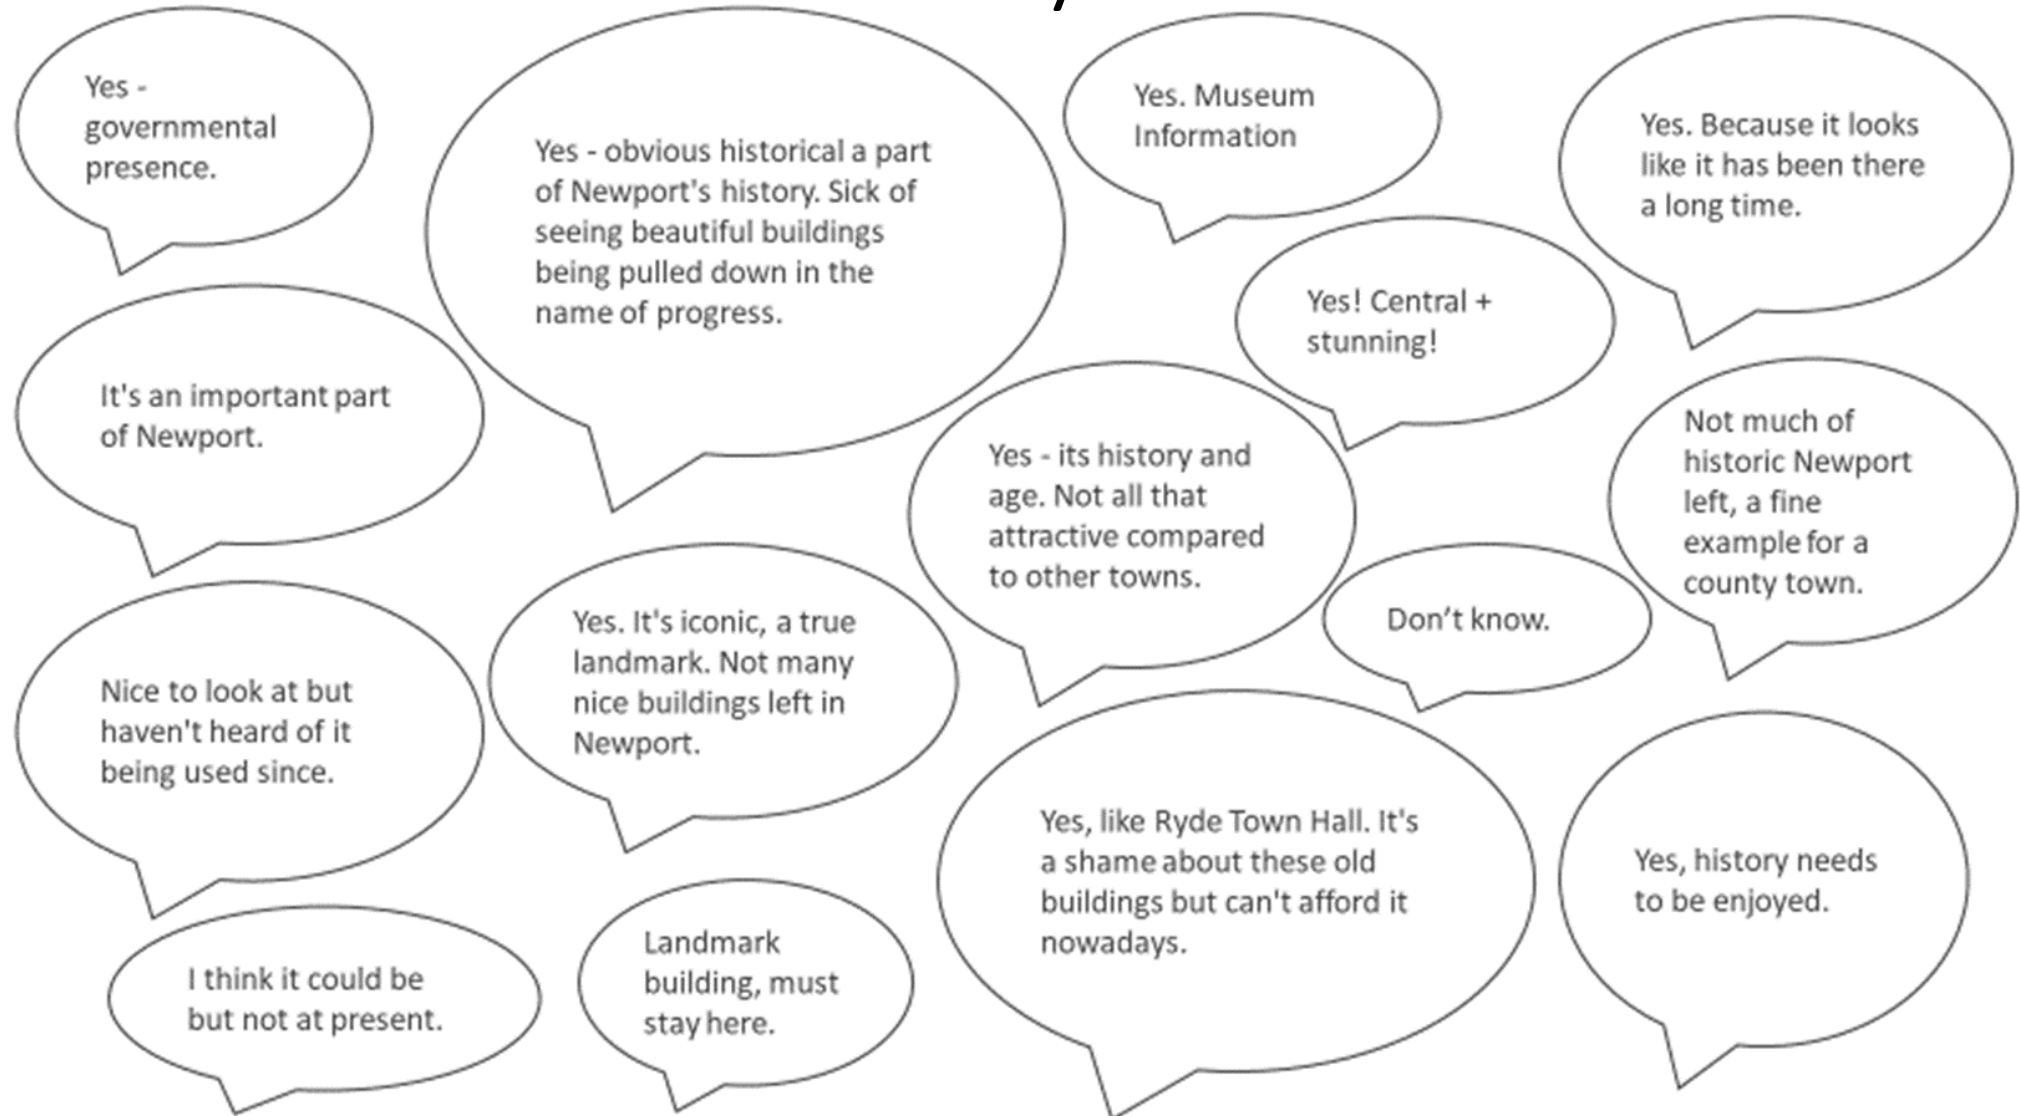 Yes -
governmental
presence.
Yes - obvious historical a part
of Newport's history. Sick of
seeing beautiful buildings
being pulled down in the
name of progress.
Yes. Museum
Information
Yes. Because it looks
like it has been there
a long time.
Yes! Central +
stunning!
It's an important part
of Newport.
Yes - its history and
age. Not all that
attractive compared
to other towns.
Not much of
historic Newport
left, a fine
example for a
county town.
Don’t know.
Nice to look at but
haven't heard of it
being used since.
Yes. It's iconic, a true
landmark. Not many
nice buildings left in
Newport.
Yes, like Ryde Town Hall. It's
a shame about these old
buildings but can't afford it
nowadays.
Yes, history needs
to be enjoyed.
I think it could be
but not at present.
Landmark
building, must
stay here.